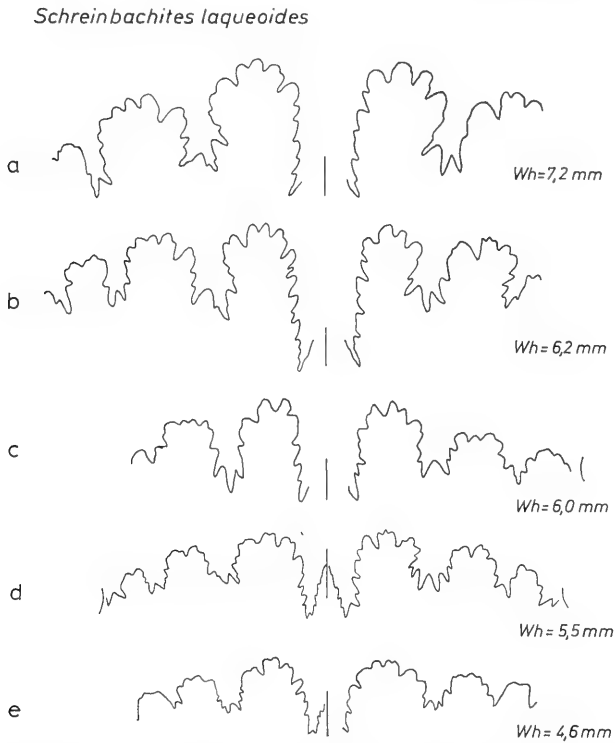 Schreinbachites laqueoides
a
Wh=7,2 mm
b
Wh=6,2 mm
c
Wh=6,0 mm
d
Wh=5,5 mm
e
Wh=4,6 mm